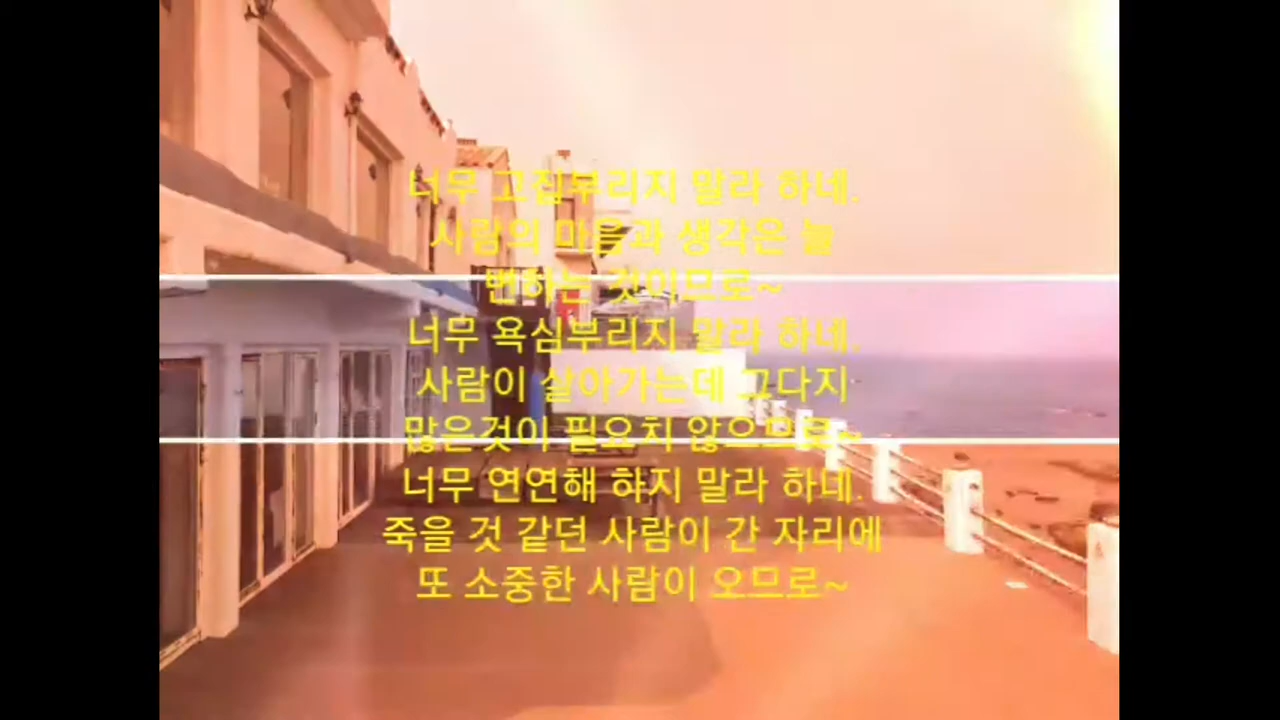 너무 고집부리지 말라 하네.
사람의 마음과 생각은 늘
변하는 것이므로~
너무 욕심부리지 말라 하네.
사람이 살아가는데 그다지
많은것이 필요치 않으므로~
너무 연연해 햐지 말라 하네.
죽을 것 같던 사람이 간 자리에
또 소중한 사람이 오므로~